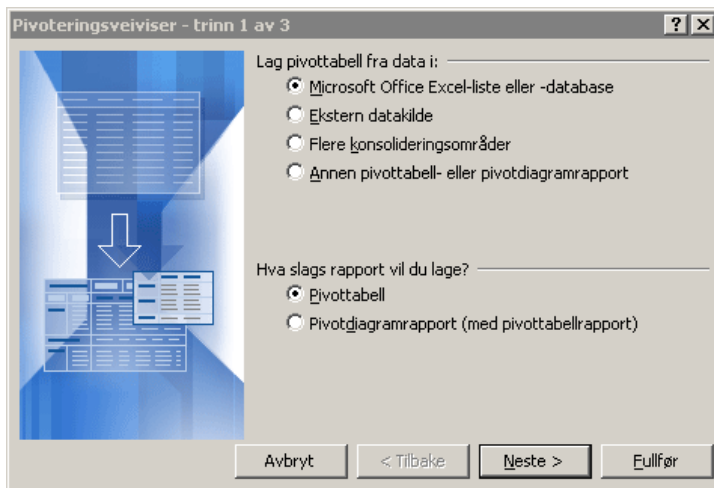 Pivoteringsveiviser - trinn 1 av 3
Lag pivottabell fra data i:
Microsoft Office Excel-liste eller -database
Ekstern datakilde
Flere konsolideringsområder
Annen pivottabell- eller pivotdiagramrapport
Hva slags rapport vil du lage?
Pivottabell
Pivotdiagramrapport (med pivottabellrapport)
Avbryt < Tilbake Neste > Fullfør